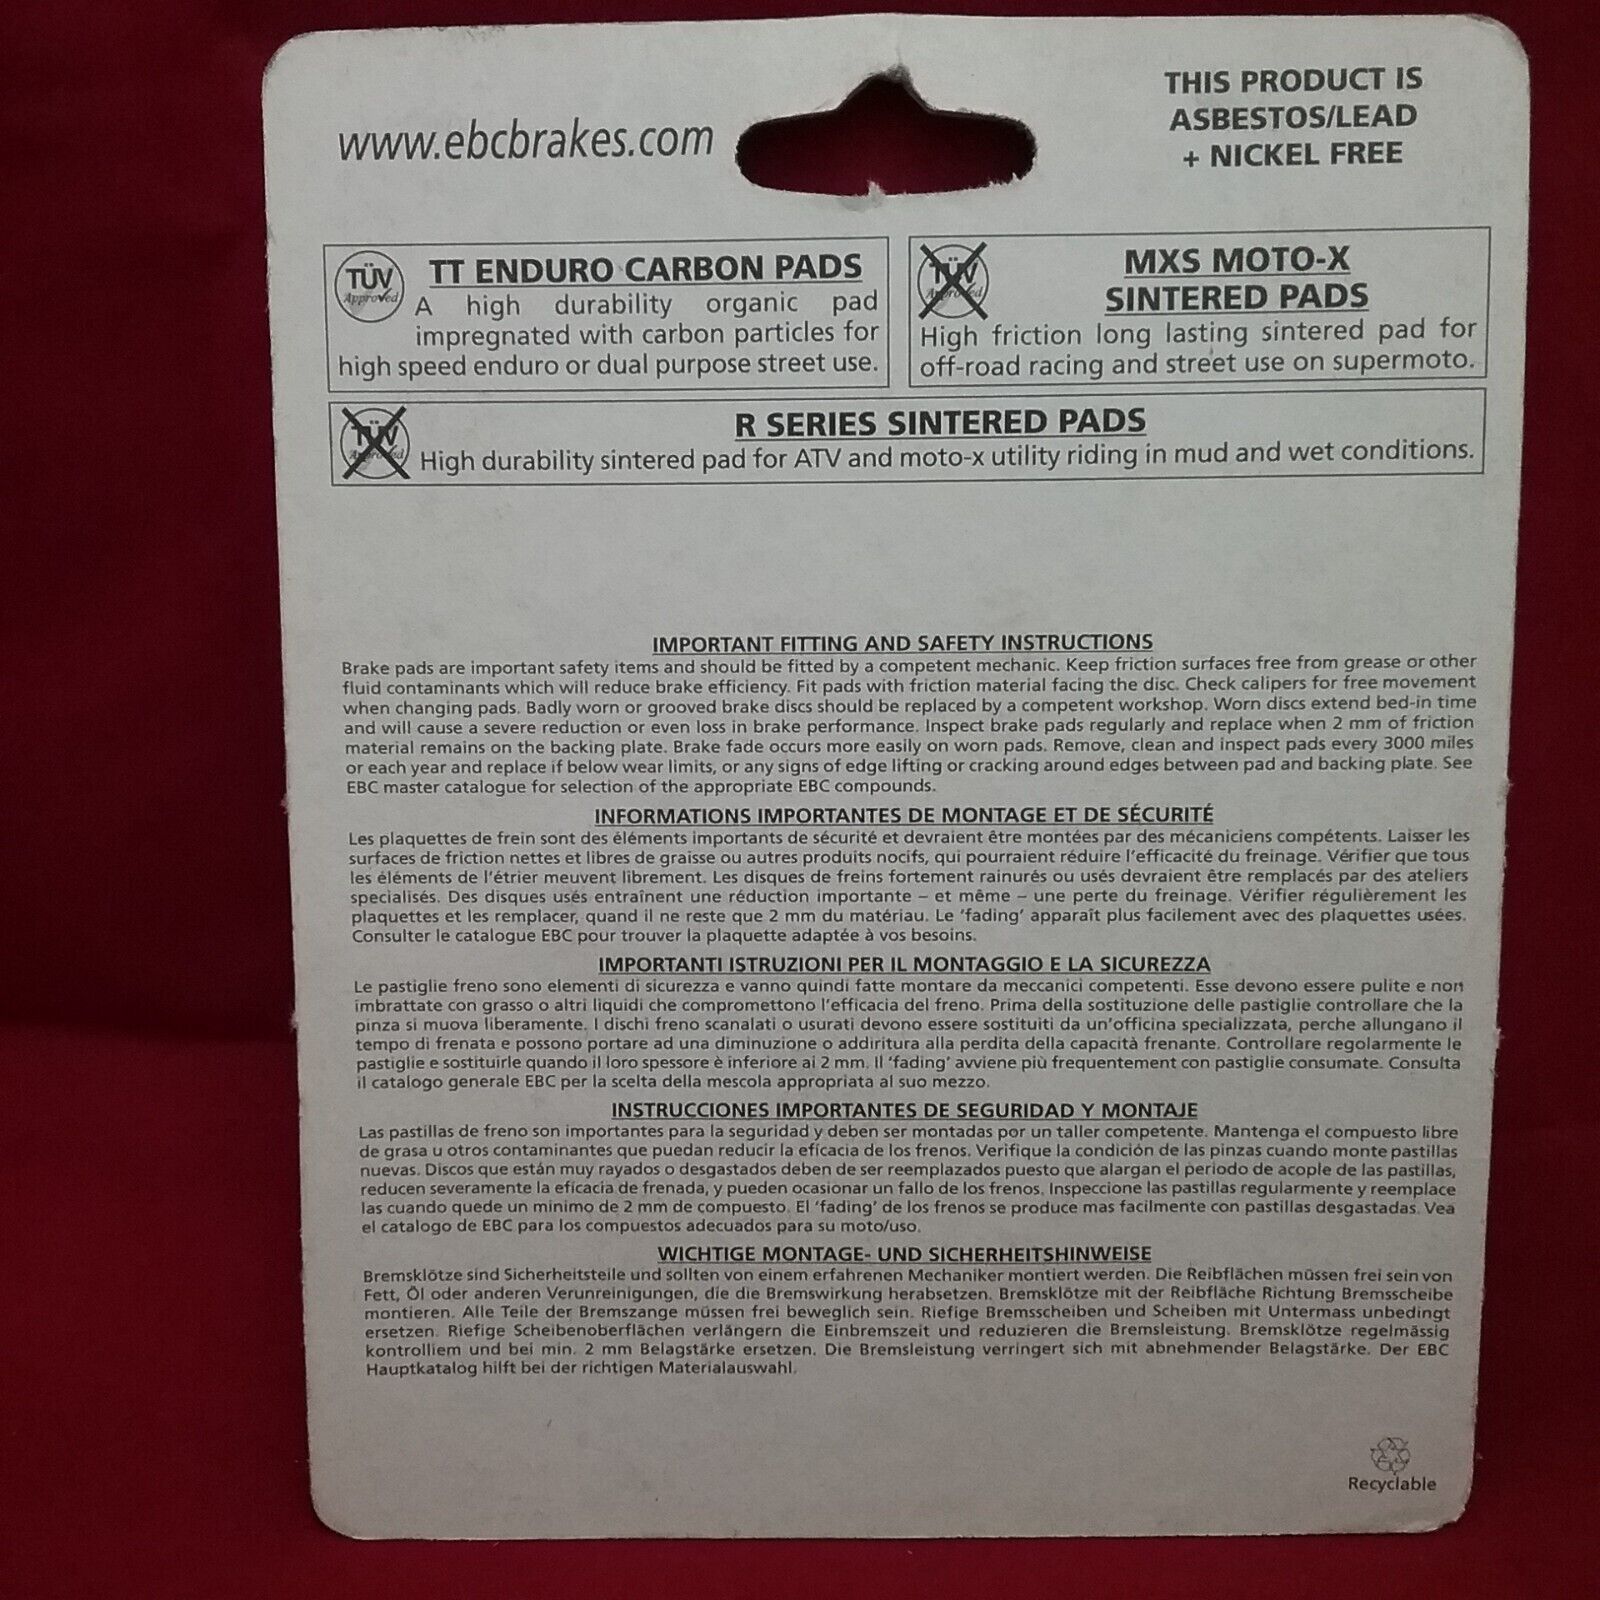 www.ebcbrakes.com
THIS PRODUCT IS
ASBESTOS/LEAD
+ NICKEL FREE
TÜV
Approved
TT ENDURO CARBON PADS
A high durability organic pad
impregnated with carbon particles for
high speed enduro or dual purpose street use.
TÜV
Approved
MXS MOTO-X
SINTERED PADS
High friction long lasting sintered pad for
off-road racing and street use on supermoto.
TÜV
Approved
R SERIES SINTERED PADS
High durability sintered pad for ATV and moto-x utility riding in mud and wet conditions.
IMPORTANT FITTING AND SAFETY INSTRUCTIONS
Brake pads are important safety items and should be fitted by a competent mechanic. Keep friction surfaces free from grease or other
fluid contaminants which will reduce brake efficiency. Fit pads with friction material facing the disc. Check calipers for free movement
when changing pads. Badly worn or grooved brake discs should be replaced by a competent workshop. Worn discs extend bed-in time
and will cause a severe reduction or even loss in brake performance. Inspect brake pads regularly and replace when 2 mm of friction
material remains on the backing plate. Brake fade occurs more easily on worn pads. Remove, clean and inspect pads every 3000 miles
or each year and replace if below wear limits, or any signs of edge lifting or cracking around edges between pad and backing plate. See
EBC master catalogue for selection of the appropriate EBC compounds.
INFORMATIONS IMPORTANTES DE MONTAGE ET DE SÉCURITÉ
Les plaquettes de frein sont des éléments importants de sécurité et devraient être montées par des mécaniciens compétents. Laisser les
surfaces de friction nettes et libres de graisse ou autres produits nocifs, qui pourraient réduire l'efficacité du freinage. Vérifier que tous
les éléments de l'étrier meuvent librement. Les disques de freins fortement rainurés ou usés devraient être remplacés par des ateliers
specialisés. Des disques usés entraînent une réduction importante – et même – une perte du freinage. Vérifier régulièrement les
plaquettes et les remplacer, quand il ne reste que 2 mm du matériau. Le 'fading' apparaît plus facilement avec des plaquettes usées.
Consulter le catalogue EBC pour trouver la plaquette adaptée à vos besoins.
IMPORTANTI ISTRUZIONI PER IL MONTAGGIO E LA SICUREZZA
Le pastiglie freno sono elementi di sicurezza e vanno quindi fatte montare da meccanici competenti. Esse devono essere pulite e non
imbrattate con grasso o altri liquidi che compromettono l'efficacia del freno. Prima della sostituzione delle pastiglie controllare che la
pinza si muova liberamente. I dischi freno scanalati o usurati devono essere sostituiti da un'officina specializzata, perche allungano il
tempo di frenata e possono portare ad una diminuzione o addiritura alla perdita della capacità frenante. Controllare regolarmente le
pastiglie e sostituirle quando il loro spessore è inferiore ai 2 mm. Il 'fading' avviene più frequentemente con pastiglie consumate. Consulta
il catalogo generale EBC per la scelta della mescola appropriata al suo mezzo.
INSTRUCCIONES IMPORTANTES DE SEGURIDAD Y MONTAJE
Las pastillas de freno son importantes para la seguridad y deben ser montadas por un taller competente. Mantenga el compuesto libre
de grasa u otros contaminantes que puedan reducir la eficacia de los frenos. Verifique la condición de las pinzas cuando monte pastillas
nuevas. Discos que están muy rayados o desgastados deben de ser reemplazados puesto que alargan el periodo de acople de las pastillas,
reducen severamente la eficacia de frenada, y pueden ocasionar un fallo de los frenos. Inspeccione las pastillas regularmente y reemplace
las cuando quede un minimo de 2 mm de compuesto. El 'fading' de los frenos se produce mas facilmente con pastillas desgastadas. Vea
el catalogo de EBC para los compuestos adecuados para su moto/uso.
WICHTIGE MONTAGE- UND SICHERHEITSHINWEISE
Bremsklötze sind Sicherheitsteile und sollten von einem erfahrenen Mechaniker montiert werden. Die Reibflächen müssen frei sein von
Fett, Öl oder anderen Verunreinigungen, die die Bremswirkung herabsetzen. Bremsklötze mit der Reibfläche Richtung Bremsscheibe
montieren. Alle Teile der Bremszange müssen frei beweglich sein. Riefige Bremsscheiben und Scheiben mit Untermass unbedingt
ersetzen. Riefige Scheibenoberflächen verlängern die Einbremszeit und reduzieren die Bremsleistung. Bremsklötze regelmässig
kontrolliem und bei min. 2 mm Belagstärke ersetzen. Die Bremsleistung verringert sich mit abnehmender Belagstärke. Der EBC
Hauptkatalog hilft bei der richtigen Materialauswahl.
Recyclable